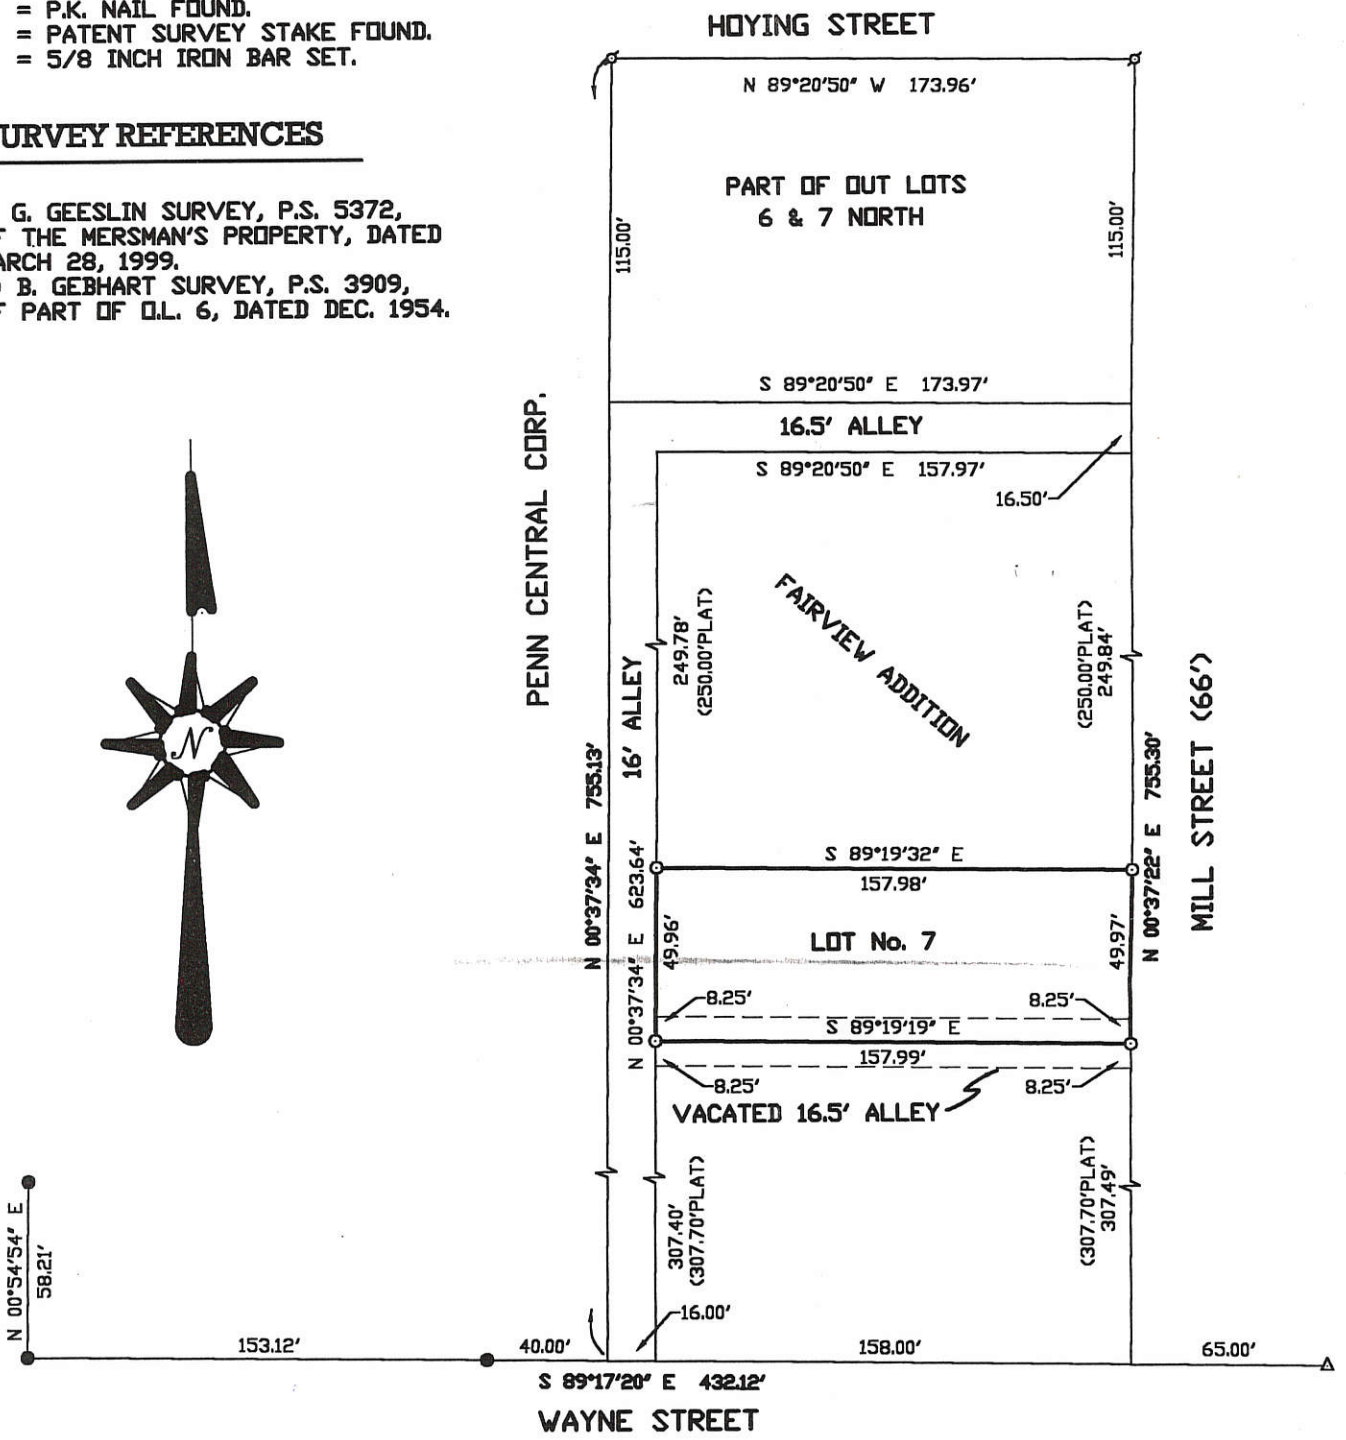 = P.K. NAIL FOUND.
= PATENT SURVEY STAKE FOUND.
= 5/8 INCH IRON BAR SET.
URVEY REFERENCES
G. GEESLIN SURVEY, P.S. 5372,
F THE MERSMAN'S PROPERTY, DATED
ARCH 28, 1999.
B. GEBHART SURVEY, P.S. 3909,
F PART OF O.L. 6, DATED DEC. 1954.
HOYING STREET
N 89°20'50" W 173.96'
PART OF OUT LOTS
6 & 7 NORTH
115.00'
115.00'
S 89°20'50" E 173.97'
16.5' ALLEY
S 89°20'50" E 157.97'
16.50'
PENN CENTRAL CORP.
FAIRVIEW ADDITION
249.78'
(250.00'PLAT)
(250.00'PLAT)
249.84'
16' ALLEY
MILL STREET (66')
N 00°37'34" E 755.13'
N 00°37'34" E 623.64'
N 00°37'22" E 755.30'
N
S 89°19'32" E
157.98'
49.96'
LOT No. 7
49.97'
8.25'
8.25'
S 89°19'19" E
157.99'
8.25'
8.25'
VACATED 16.5' ALLEY
307.40'
(307.70'PLAT)
(307.70'PLAT)
307.49'
N 00°54'54" E
58.21'
16.00'
153.12'
40.00'
158.00'
65.00'
S 89°17'20" E 432.12'
WAYNE STREET